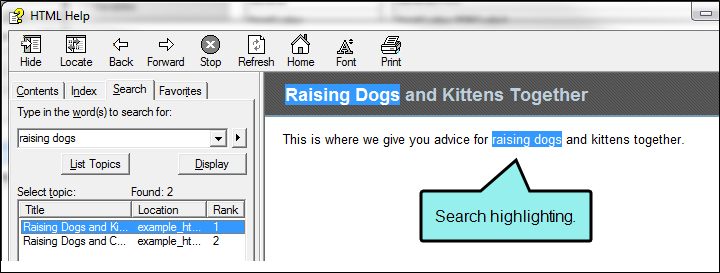 HTML Help
Hide Locate Back Forward Stop Refresh Home Font Print
Contents Index Search Favorites
Type in the word(s) to search for:
raising dogs
List Topics Display
Select topic: Found: 2
Title Location Rank
Raising Dogs and Ki... example_ht... 1
Raising Dogs and C... example_ht... 2
Raising Dogs and Kittens Together
This is where we give you advice for raising dogs and kittens together.
Search highlighting.